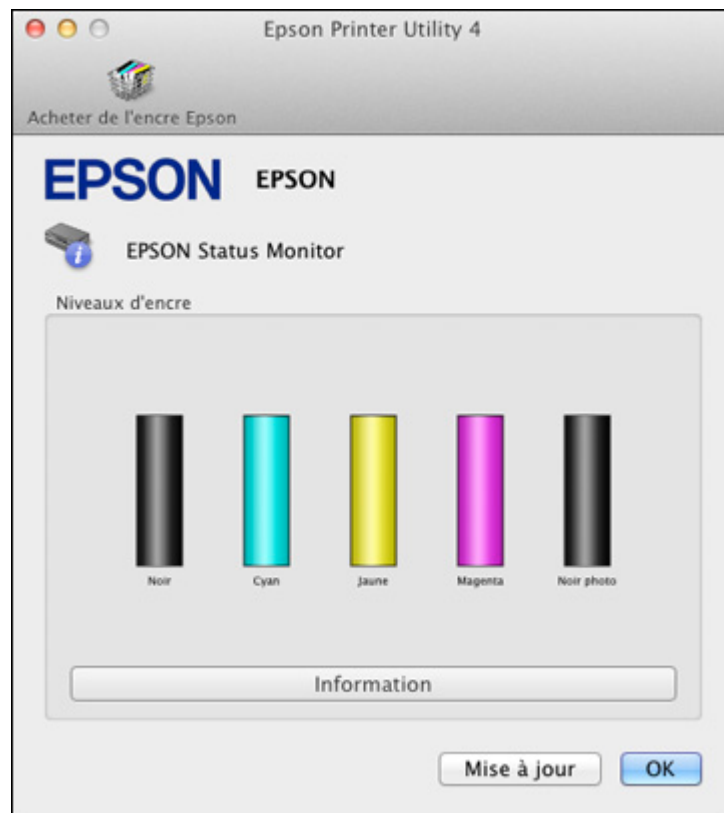 Epson Printer Utility 4
Acheter de l'encre Epson
EPSON EPSON
EPSON Status Monitor
Niveaux d'encre
Noir Cyan Jaune Magenta Noir photo
Information
Mise à jour OK